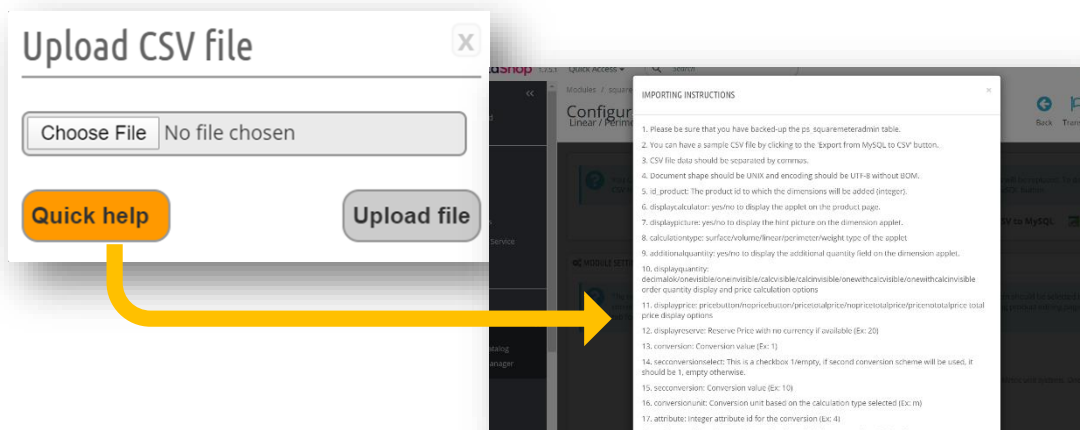 Upload CSV file
X
Choose File No file chosen
Quick help
Upload file
Quick Access
Search
Modules /
Configur
Linear /
Back
IMPORTING INSTRUCTIONS
×
1. Please be sure that you have backed-up the ps_squaremeteradmin table.
2. You can have a sample CSV file by clicking to the 'Export from MySQL to CSV' button.
3. CSV file data should be separated by commas.
4. Document shape should be UNIX and encoding should be UTF-8 without BOM.
5. id_product: The product id to which the dimensions will be added (integer).
6. displaycalculator: yes/no to display the applet on the product page.
7. displaypicture: yes/no to display the hint picture on the dimension applet.
8. calculationtype: surface/volume/linear/perimeter/weight type of the applet
9. additionalquantity: yes/no to display the additional quantity field on the dimension applet.
10. displayquantity:
decimalok/onevisible/oneinvisible/calcvisible/calcinvisible/onewithcalcvisible/onewithcalcinvisible
order quantity display and price calculation options
11. displayprice: pricebutton/nopricebutton/pricetotalprice/nopricetotalprice/pricenototalprice total
price display options
12. displayreserve: Reserve Price with no currency if available (Ex: 20)
13. conversion: Conversion value (Ex: 1)
14. secconversionselect: This is a checkbox 1/empty, if second conversion scheme will be used, it
should be 1, empty otherwise.
15. secconversion: Conversion value (Ex: 10)
16. conversionunit: Conversion unit based on the calculation type selected (Ex: m)
17. attribute: Integer attribute id for the conversion (Ex: 4)
Service
SV to MySQL
MODULE SETTI